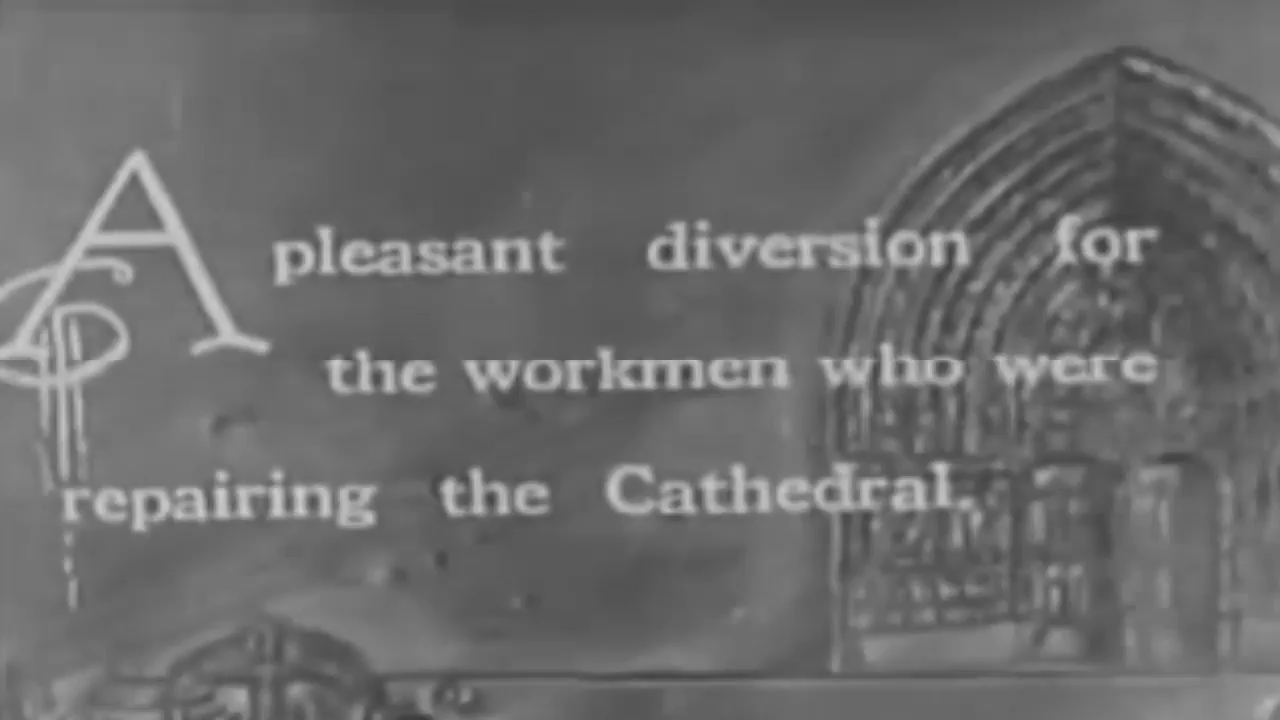 A pleasant diversion for
the workmen who were
repairing the Cathedral.